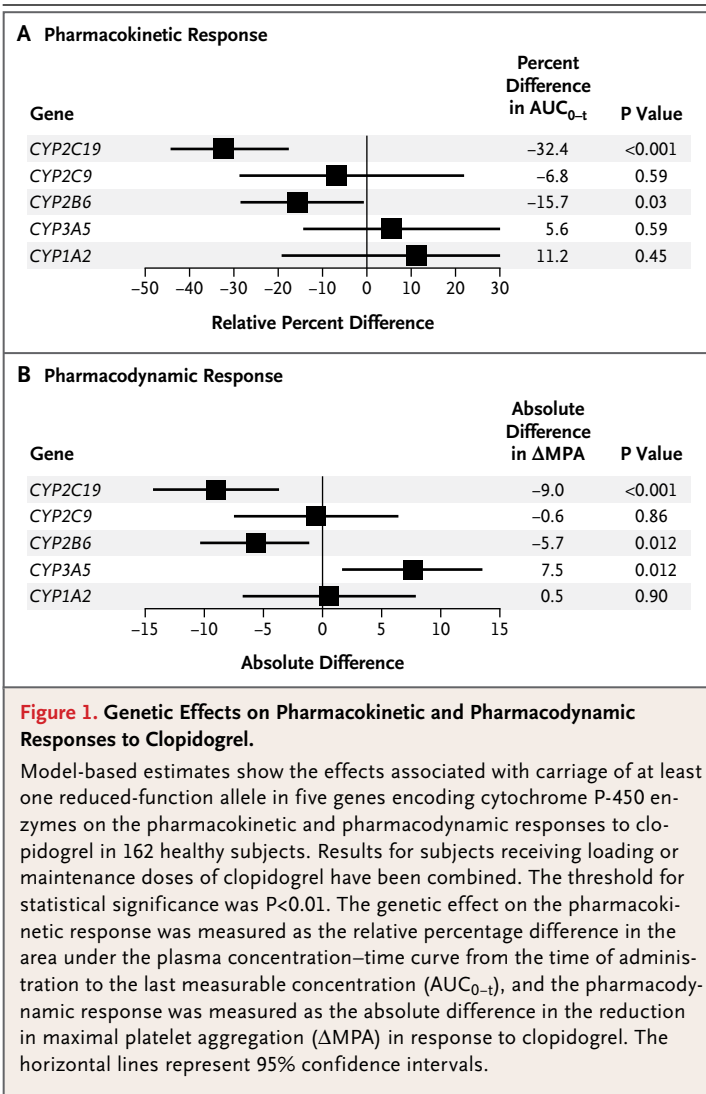 A Pharmacokinetic Response
Gene
Percent
Difference
in AUC0–t
P Value
CYP2C19 −32.4 <0.001
CYP2C9 −6.8 0.59
CYP2B6 −15.7 0.03
CYP3A5 5.6 0.59
CYP1A2 11.2 0.45
−50 −40 −30 −20 −10 0 10 20 30
Relative Percent Difference
B Pharmacodynamic Response
Gene
Absolute
Difference
in ΔMPA
P Value
CYP2C19 −9.0 <0.001
CYP2C9 −0.6 0.86
CYP2B6 −5.7 0.012
CYP3A5 7.5 0.012
CYP1A2 0.5 0.90
−15 −10 −5 0 5 10 15
Absolute Difference
Figure 1. Genetic Effects on Pharmacokinetic and Pharmacodynamic
Responses to Clopidogrel.
Model-based estimates show the effects associated with carriage of at least
one reduced-function allele in five genes encoding cytochrome P-450 en-
zymes on the pharmacokinetic and pharmacodynamic responses to clo-
pidogrel in 162 healthy subjects. Results for subjects receiving loading or
maintenance doses of clopidogrel have been combined. The threshold for
statistical significance was P<0.01. The genetic effect on the pharmacoki-
netic response was measured as the relative percentage difference in the
area under the plasma concentration–time curve from the time of adminis-
tration to the last measurable concentration (AUC0–t), and the pharmacody-
namic response was measured as the absolute difference in the reduction
in maximal platelet aggregation (ΔMPA) in response to clopidogrel. The
horizontal lines represent 95% confidence intervals.